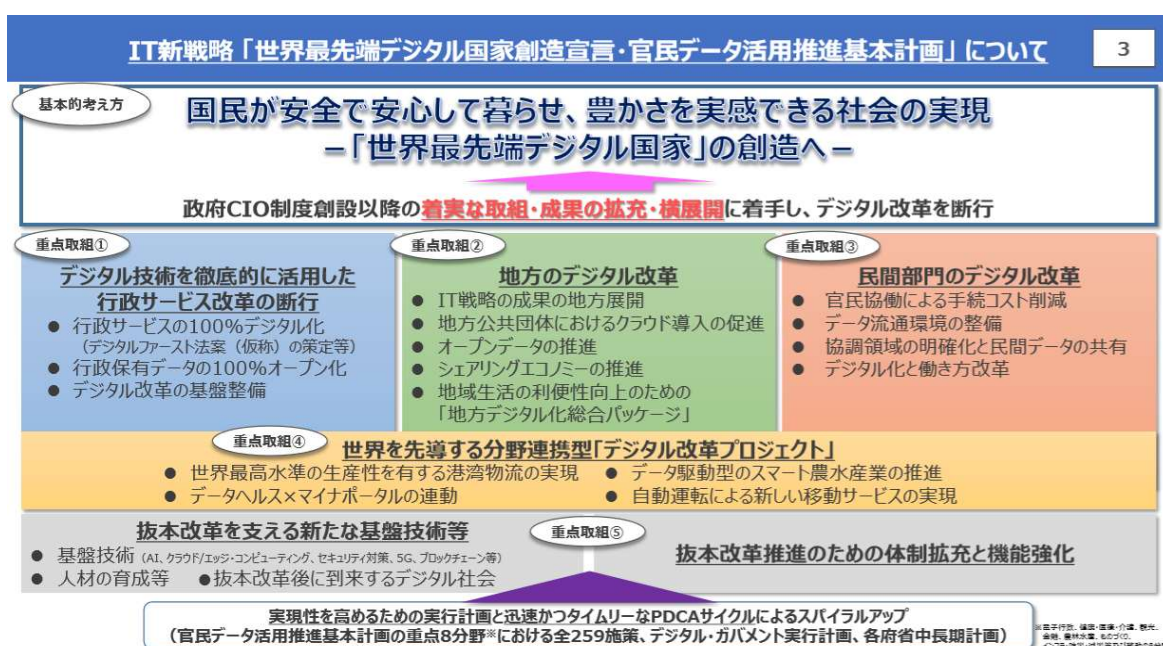 IT新戦略「世界最先端デジタル国家創造宣言・官民データ活用推進基本計画」について
3
基本的考え方
国民が安全で安心して暮らせ、豊かさを実感できる社会の実現
－「世界最先端デジタル国家」の創造へ－
政府CIO制度創設以降の着実な取組・成果の拡充・横展開に着手し、デジタル改革を断行
重点取組①
デジタル技術を徹底的に活用した
行政サービス改革の断行
● 行政サービスの100％デジタル化
（デジタルファースト法案（仮称）の策定等）
● 行政保有データの100％オープン化
● デジタル改革の基盤整備
重点取組②
地方のデジタル改革
● IT戦略の成果の地方展開
● 地方公共団体におけるクラウド導入の促進
● オープンデータの推進
● シェアリングエコノミーの推進
● 地域生活の利便性向上のための
「地方デジタル化総合パッケージ」
重点取組③
民間部門のデジタル改革
● 官民協働による手続コスト削減
● データ流通環境の整備
● 協調領域の明確化と民間データの共有
● デジタル化と働き方改革
重点取組④
世界を先導する分野連携型「デジタル改革プロジェクト」
● 世界最高水準の生産性を有する港湾物流の実現
● データ駆動型のスマート農水産業の推進
● データヘルス×マイナポータルの連動
● 自動運転による新しい移動サービスの実現
抜本改革を支える新たな基盤技術等
● 基盤技術（AI、クラウド/エッジ・コンピューティング、セキュリティ対策、5G、ブロックチェーン等）
● 人材の育成等 ●抜本改革後に到来するデジタル社会
重点取組⑤
抜本改革推進のための体制拡充と機能強化
実現性を高めるための実行計画と迅速かつタイムリーなPDCAサイクルによるスパイラルアップ
（官民データ活用推進基本計画の重点8分野※における全259施策、デジタル・ガバメント実行計画、各府省中長期計画）
※電子行政、健康・医療・介護、観光、
金融、農林水産、ものづくり、